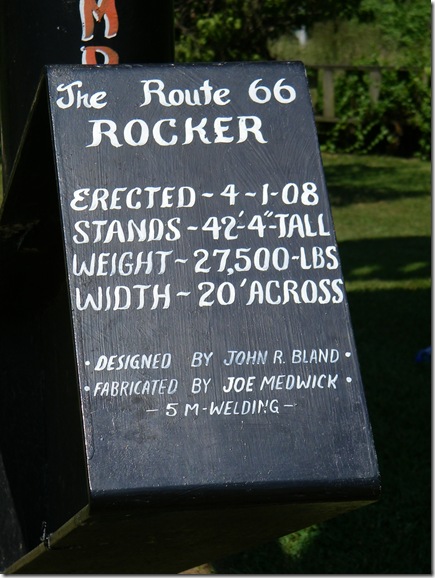 MD
The Route 66
ROCKER
ERECTED~4~1-08
STANDS~42'4"-TALL
WEIGHT~27,500-LBS
WIDTH~20'ACROSS
• DESIGNED BY JOHN R. BLAND •
• FABRICATED BY JOE MEDWICK •
– 5 M-WELDING –